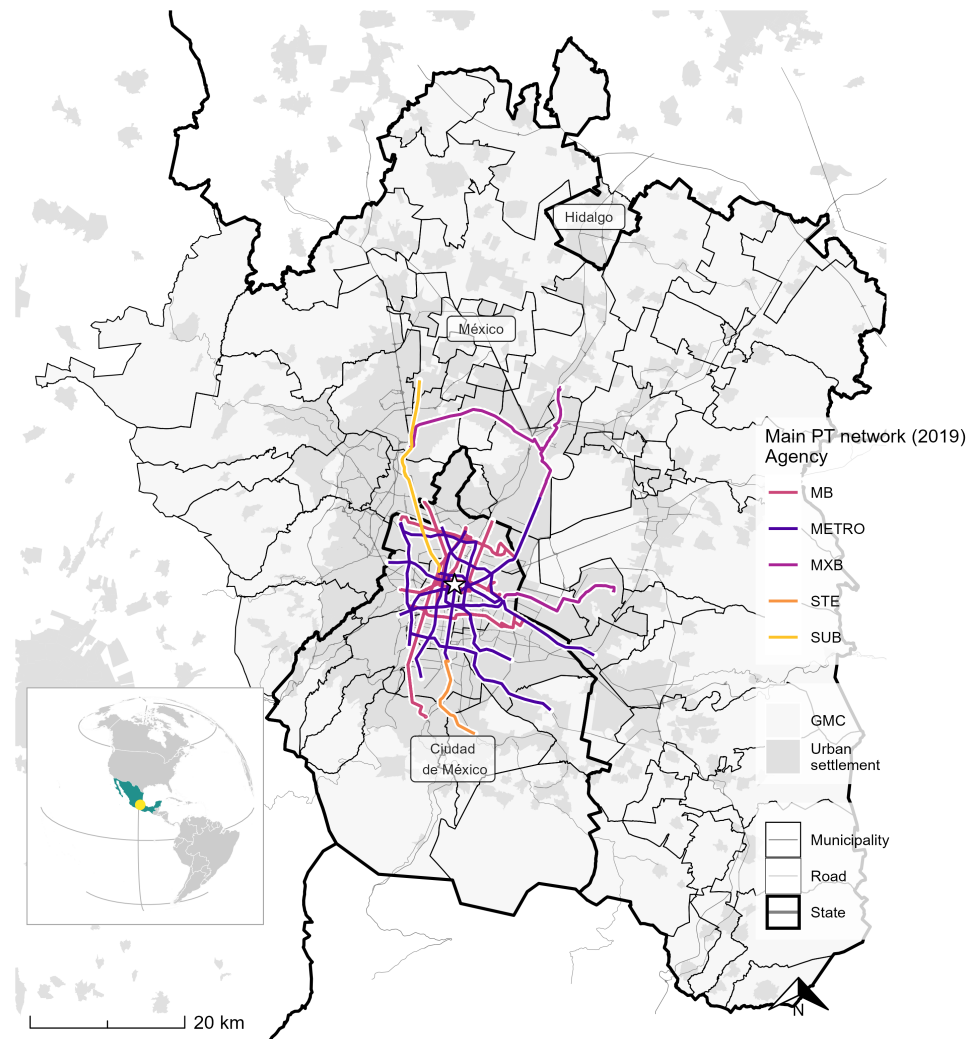 Hidalgo
México
Main PT network (2019)
Agency
MB
METRO
MXB
STE
SUB
GMC
Urban
settlement
Ciudad
de México
Municipality
Road
State
N
20 km